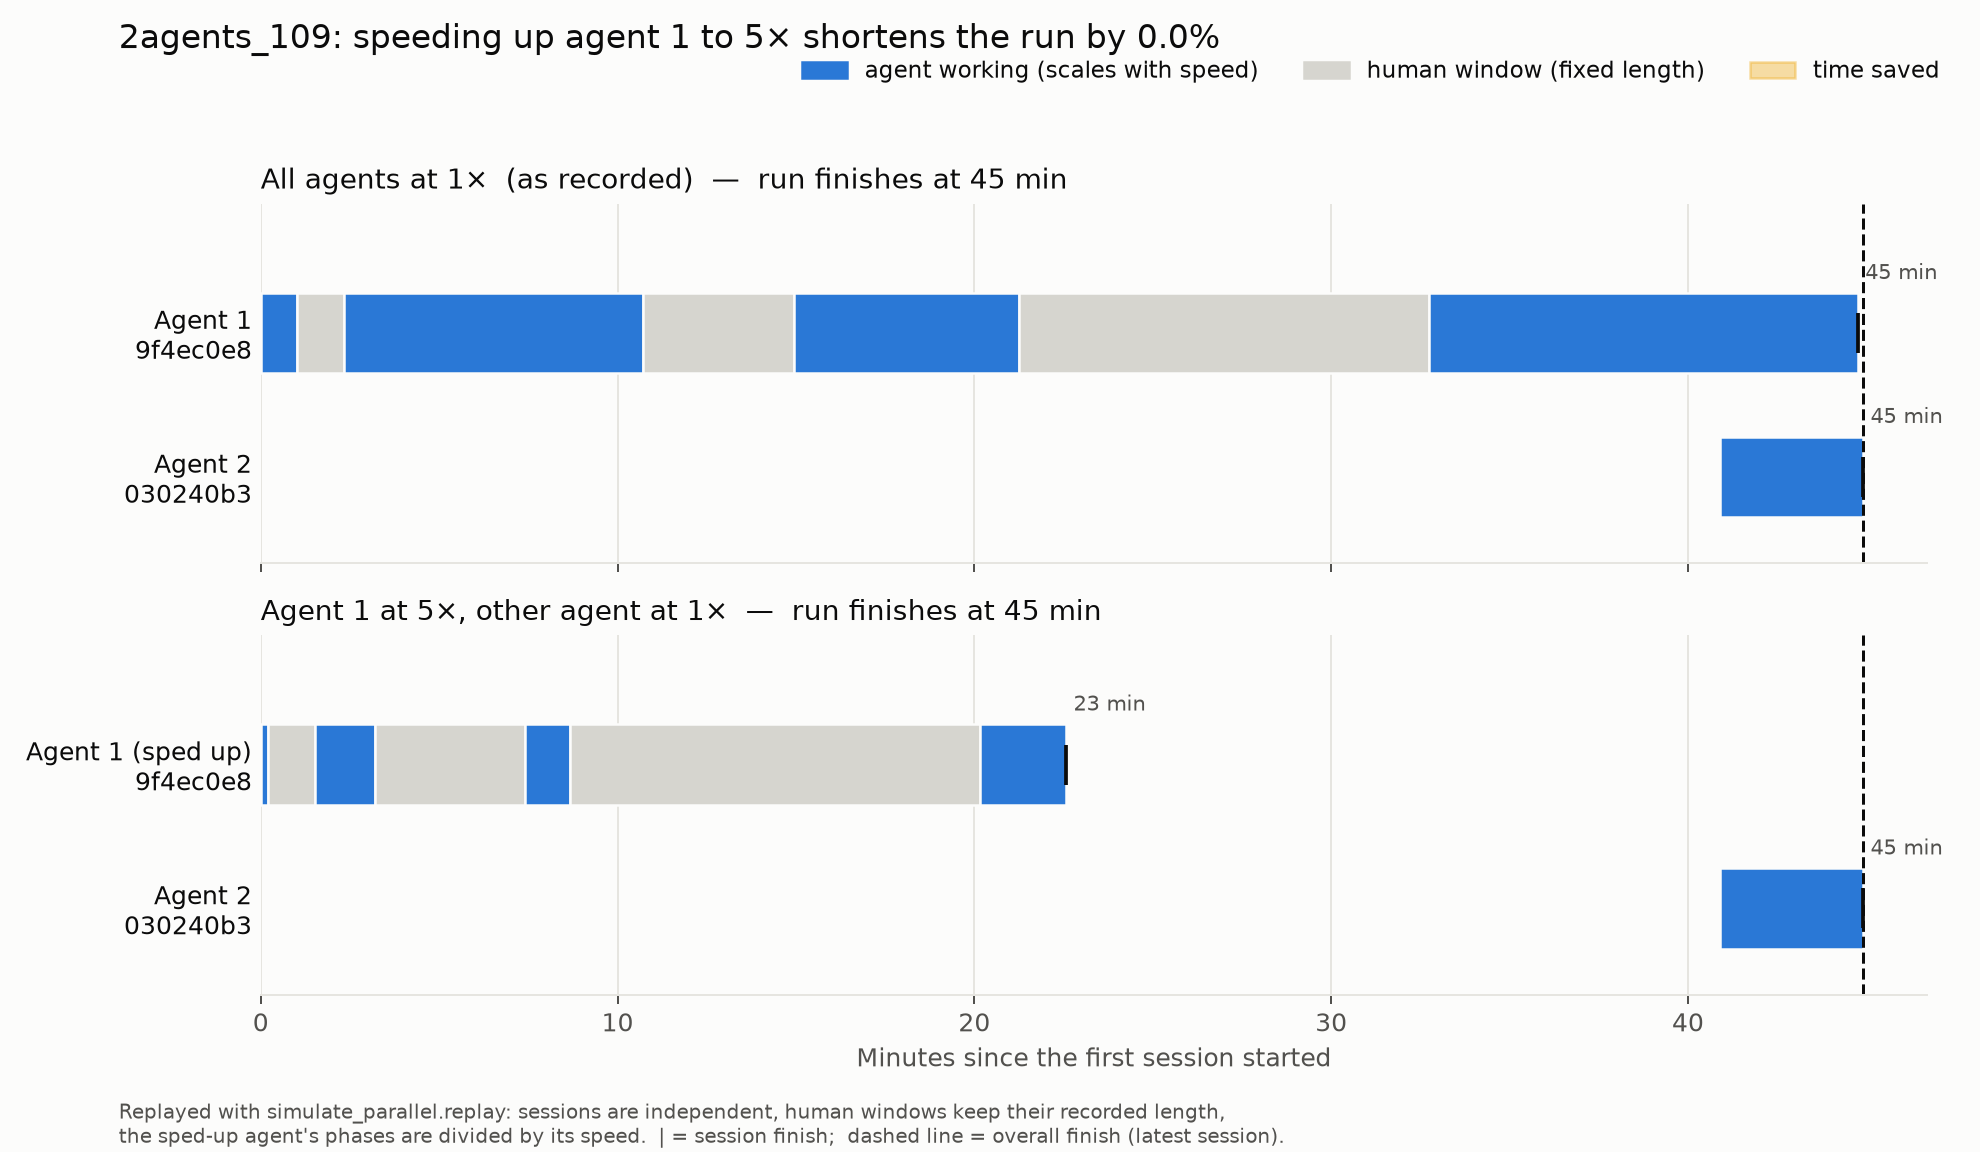 2agents_109: speeding up agent 1 to 5× shortens the run by 0.0%
agent working (scales with speed)
human window (fixed length)
time saved
All agents at 1×  (as recorded)  —  run finishes at 45 min
45 min
Agent 1
9f4ec0e8
45 min
Agent 2
030240b3
Agent 1 at 5×, other agent at 1×  —  run finishes at 45 min
23 min
Agent 1 (sped up)
9f4ec0e8
45 min
Agent 2
030240b3
0
10
20
30
40
Minutes since the first session started
Replayed with simulate_parallel.replay: sessions are independent, human windows keep their recorded length,
the sped-up agent's phases are divided by its speed.  | = session finish;  dashed line = overall finish (latest session).